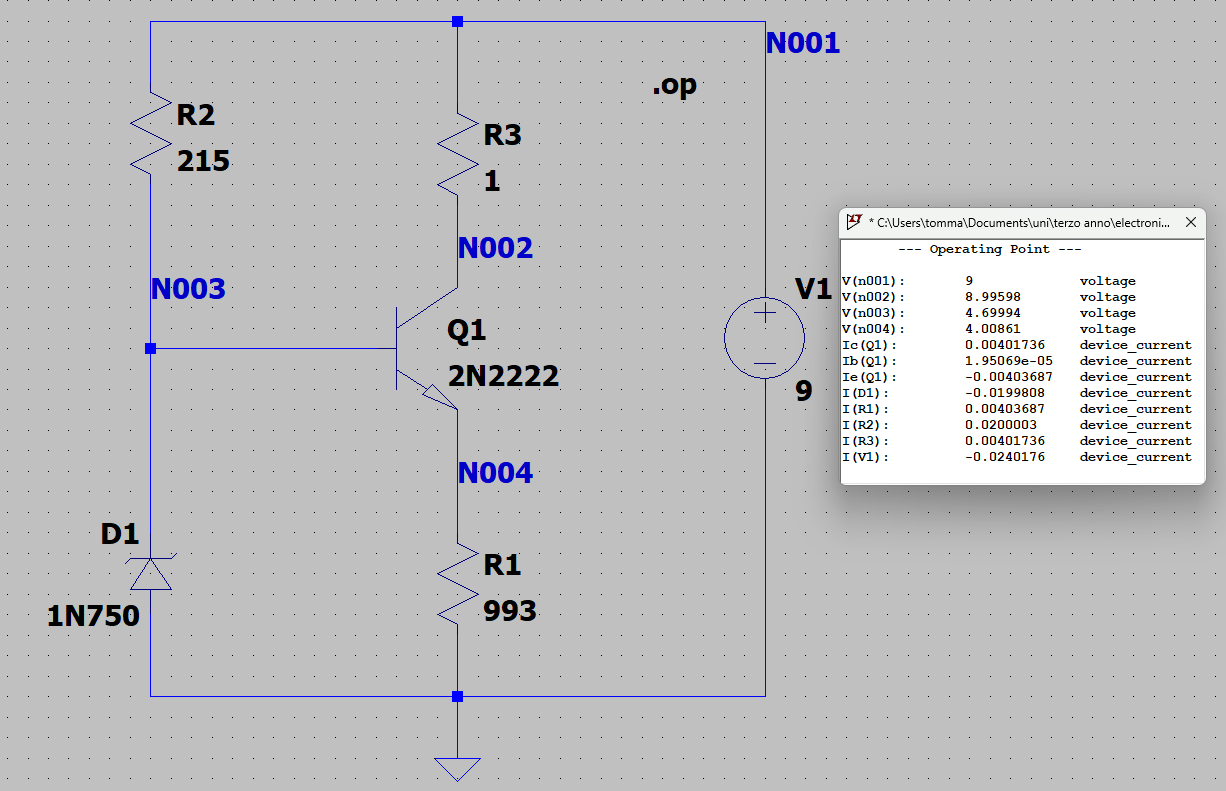 N001
.op
R2
215
R3
1
N002
N003
V1
9
Q1
2N2222
N004
D1
1N750
R1
993
* C:\Users\tomma\Documents\uni\terzo anno\electroni...
--- Operating Point ---
V(n001): 9 voltage
V(n002): 8.99598 voltage
V(n003): 4.69994 voltage
V(n004): 4.00861 voltage
Ic(Q1): 0.00401736 device_current
Ib(Q1): 1.95069e-05 device_current
Ie(Q1): -0.00403687 device_current
I(D1): -0.0199808 device_current
I(R1): 0.00403687 device_current
I(R2): 0.0200003 device_current
I(R3): 0.00401736 device_current
I(V1): -0.0240176 device_current